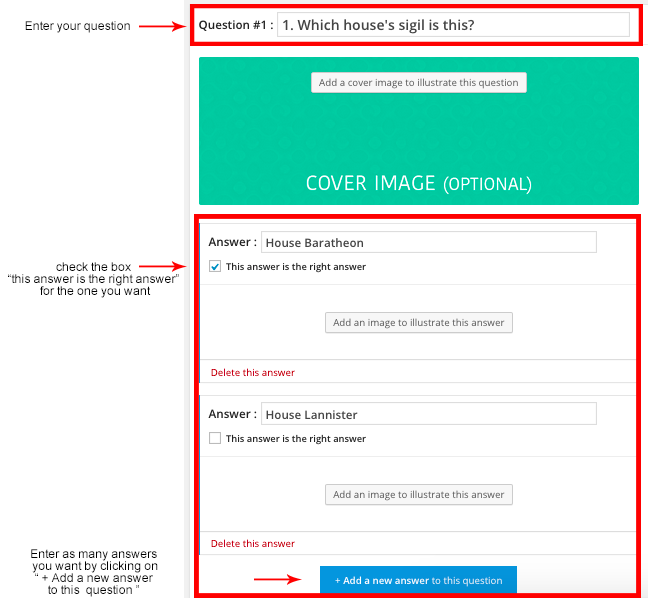 Enter your question
Question #1 : 1. Which house's sigil is this?
Add a cover image to illustrate this question
COVER IMAGE (OPTIONAL)
Answer : House Baratheon
check the box
“this answer is the right answer”
for the one you want
This answer is the right answer
Add an image to illustrate this answer
Delete this answer
Answer : House Lannister
This answer is the right answer
Add an image to illustrate this answer
Delete this answer
Enter as many answers
you want by clicking on
“ + Add a new answer
to this question ”
+ Add a new answer to this question